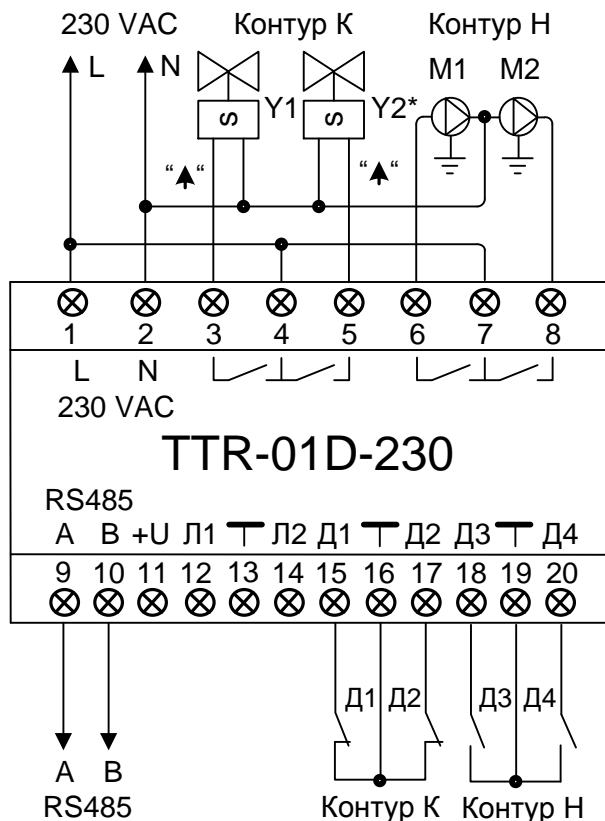 230 VAC Контур К Контур Н
L N M1 M2
S Y1 S Y2*
“ “ “ “
1 2 3 4 5 6 7 8
L N
230 VAC
TTR-01D-230
RS485
A B +U Л1 Л2 Д1 Д2 Д3 Д4
9 10 11 12 13 14 15 16 17 18 19 20
Д1 Д2 Д3 Д4
A B
RS485 Контур К Контур Н